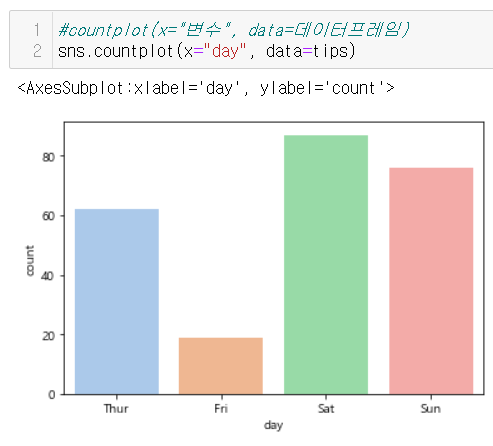 1 #countplot(x="변수", data=데이터프레임)
2 sns.countplot(x="day", data=tips)
<AxesSubplot:xlabel='day', ylabel='count'>
80
60
40
20
0
count
Thur Fri Sat Sun
day